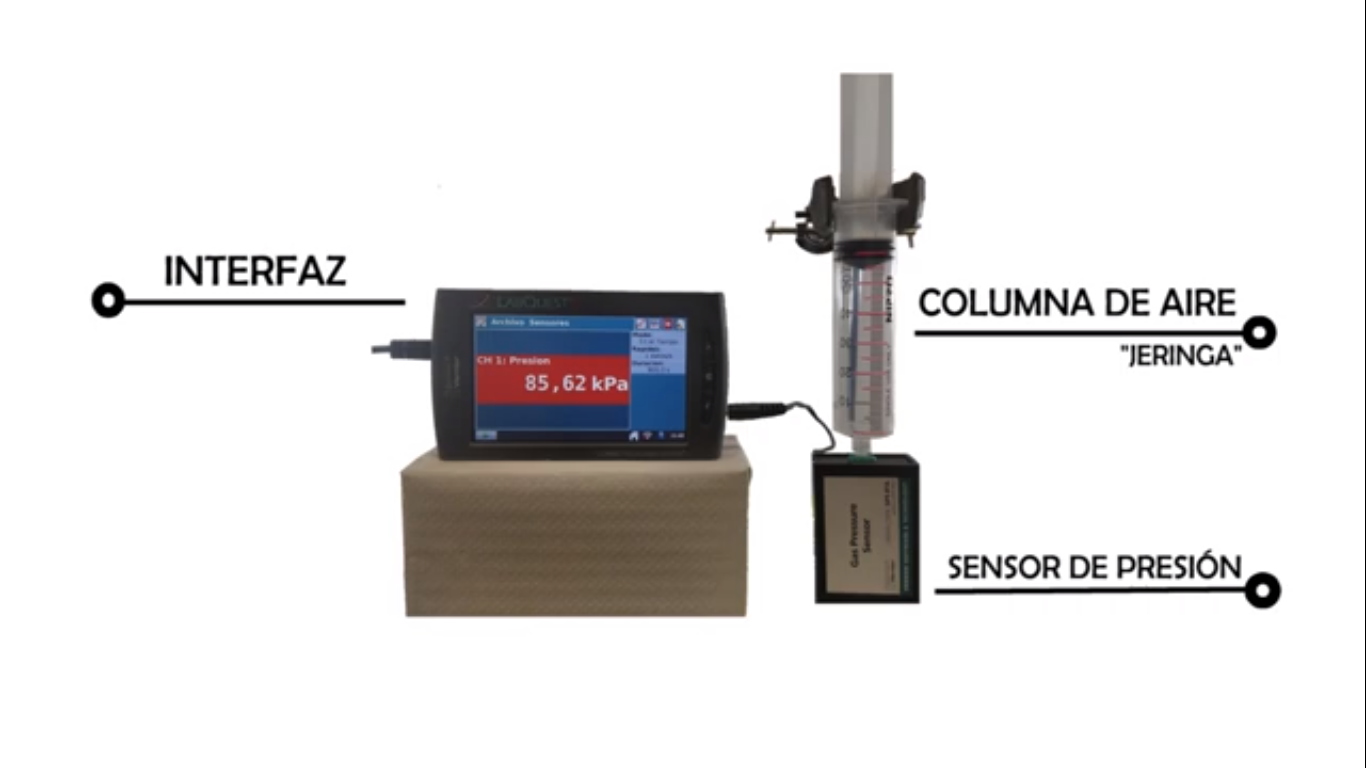 INTERFAZ
LABQUEST
Archivo Sensores
CH 1: Presion
85,62 kPa
COLUMNA DE AIRE
"JERINGA"
NIPRO
Gas Pressure
Sensor
SENSOR DE PRESIÓN